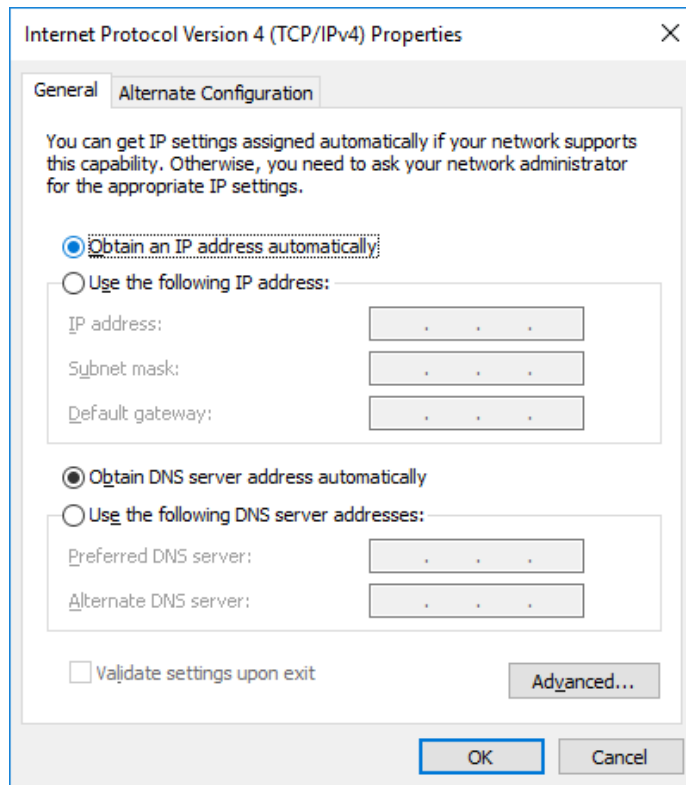 Internet Protocol Version 4 (TCP/IPv4) Properties
General
Alternate Configuration
You can get IP settings assigned automatically if your network supports
this capability. Otherwise, you need to ask your network administrator
for the appropriate IP settings.
Obtain an IP address automatically
Use the following IP address:
IP address:
. . .
Subnet mask:
. . .
Default gateway:
. . .
Obtain DNS server address automatically
Use the following DNS server addresses:
Preferred DNS server:
. . .
Alternate DNS server:
. . .
Validate settings upon exit
Advanced...
OK
Cancel